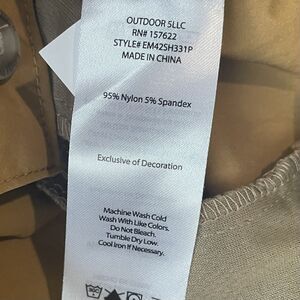 OUTDOOR 5LLC
RN# 157622
STYLE# EM42SH331P
MADE IN CHINA
95% Nylon 5% Spandex
Exclusive of Decoration
Machine Wash Cold
Wash With Like Colors.
Do Not Bleach.
Tumble Dry Low.
Cool Iron If Necessary.